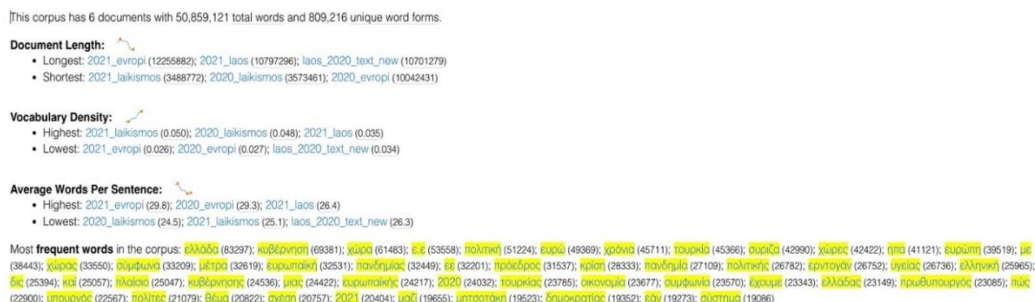 This corpus has 6 documents with 50,859,121 total words and 809,216 unique word forms.
Document Length:
• Longest: 2021_evropi (12255882); 2021_laos (10797296); laos_2020_text_new (10701279)
• Shortest: 2021_laikismos (3488772); 2020_laikismos (3573461); 2020_evropi (10042431)
Vocabulary Density:
• Highest: 2021_laikismos (0.050); 2020_laikismos (0.048); 2021_laos (0.035)
• Lowest: 2021_evropi (0.026); 2020_evropi (0.027); laos_2020_text_new (0.034)
Average Words Per Sentence:
• Highest: 2021_evropi (29.8); 2020_evropi (29.3); 2021_laos (26.4)
• Lowest: 2020_laikismos (24.5); 2021_laikismos (25.1); laos_2020_text_new (26.3)
Most frequent words in the corpus: ελλάδα (83297); κυβέρνηση (69381); χώρα (61483); ε.ε (53558); πολιτική (51224); ευρώ (49369); χρόνια (45711); τουρκία (45366); συριζα (42990); χώρες (42422); ηπα (41121); ευρώπη (39519); με
(38443); χώρας (33550); σύμφωνα (33209); μέτρα (32619); ευρωπαϊκή (32531); πανδημίας (32449); εε (32201); πρόεδρος (31537); κρίση (28333); πανδημία (27109); πολιτικής (26782); ερντογάν (26752); υγείας (26736); ελληνική (25965);
δις (25394); καί (25057); πλαίσιο (25047); κυβέρνησης (24536); μιας (24422); ευρωπαϊκής (24217); 2020 (24032); τουρκίας (23785); οικονομία (23677); συμφωνία (23570); έχουμε (23343); ελλάδας (23149); πρωθυπουργός (23085); πώς
(22900); υπουργός (22567); πολίτες (21079); θέμα (20822); σχέση (20757); 2021 (20404); μαζί (19655); μητσοτάκη (19523); δημοκρατίας (19352); εάν (19273); σύστημα (19086)